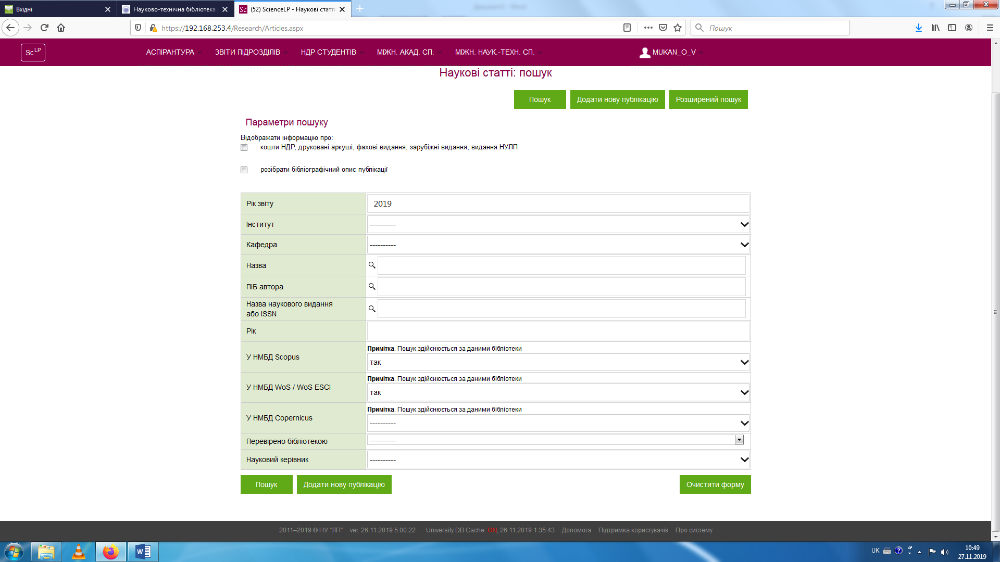 Вхідні
Науково-технічна бібліотека
(52) ScienceLP - Наукові статті:
https://192.168.253.4/Research/Articles.aspx
Пошук
Sc LP
АСПІРАНТУРА
ЗВІТИ ПІДРОЗДІЛІВ
НДР СТУДЕНТІВ
МІЖН. АКАД. СП.
МІЖН. НАУК.-ТЕХН. СП.
MUKAN_O_V
Наукові статті: пошук
Пошук
Додати нову публікацію
Розширений пошук
Параметри пошуку
Відображати інформацію про:
кошти НДР, друковані аркуші, фахові видання, зарубіжні видання, видання НУЛП
розібрати бібліографічний опис публікації
Рік звіту
2019
Інститут
----------
Кафедра
----------
Назва
ПІБ автора
Назва наукового видання
або ISSN
Рік
У НМБД Scopus
Примітка. Пошук здійснюється за даними бібліотеки
так
У НМБД WoS / WoS ESCI
Примітка. Пошук здійснюється за даними бібліотеки
так
У НМБД Copernicus
Примітка. Пошук здійснюється за даними бібліотеки
----------
Перевірено бібліотекою
----------
Науковий керівник
----------
Пошук
Додати нову публікацію
Очистити форму
2011–2019 © НУ "ЛП" ver. 26.11.2019 5:00:22 University DB Cache: ON, 26.11.2019 1:35:43 Допомога Підтримка користувачів Про систему
UK
10:49
27.11.2019